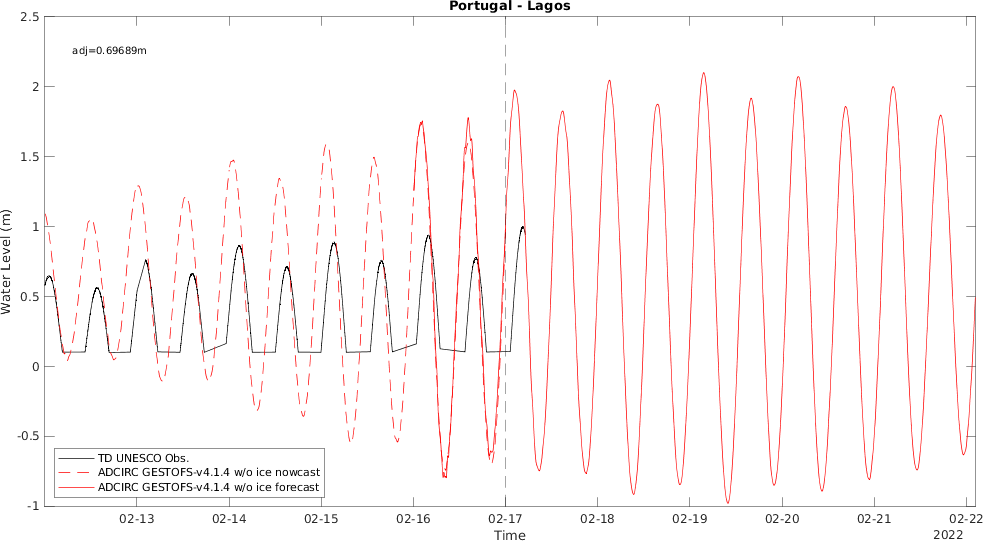 Portugal - Lagos
2.5
adj=0.69689m
2
1.5
1
0.5
0
-0.5
-1
Water Level (m)
TD UNESCO Obs.
ADCIRC GESTOFS-v4.1.4 w/o ice nowcast
ADCIRC GESTOFS-v4.1.4 w/o ice forecast
02-13 02-14 02-15 02-16 02-17 02-18 02-19 02-20 02-21 02-22
Time
2022